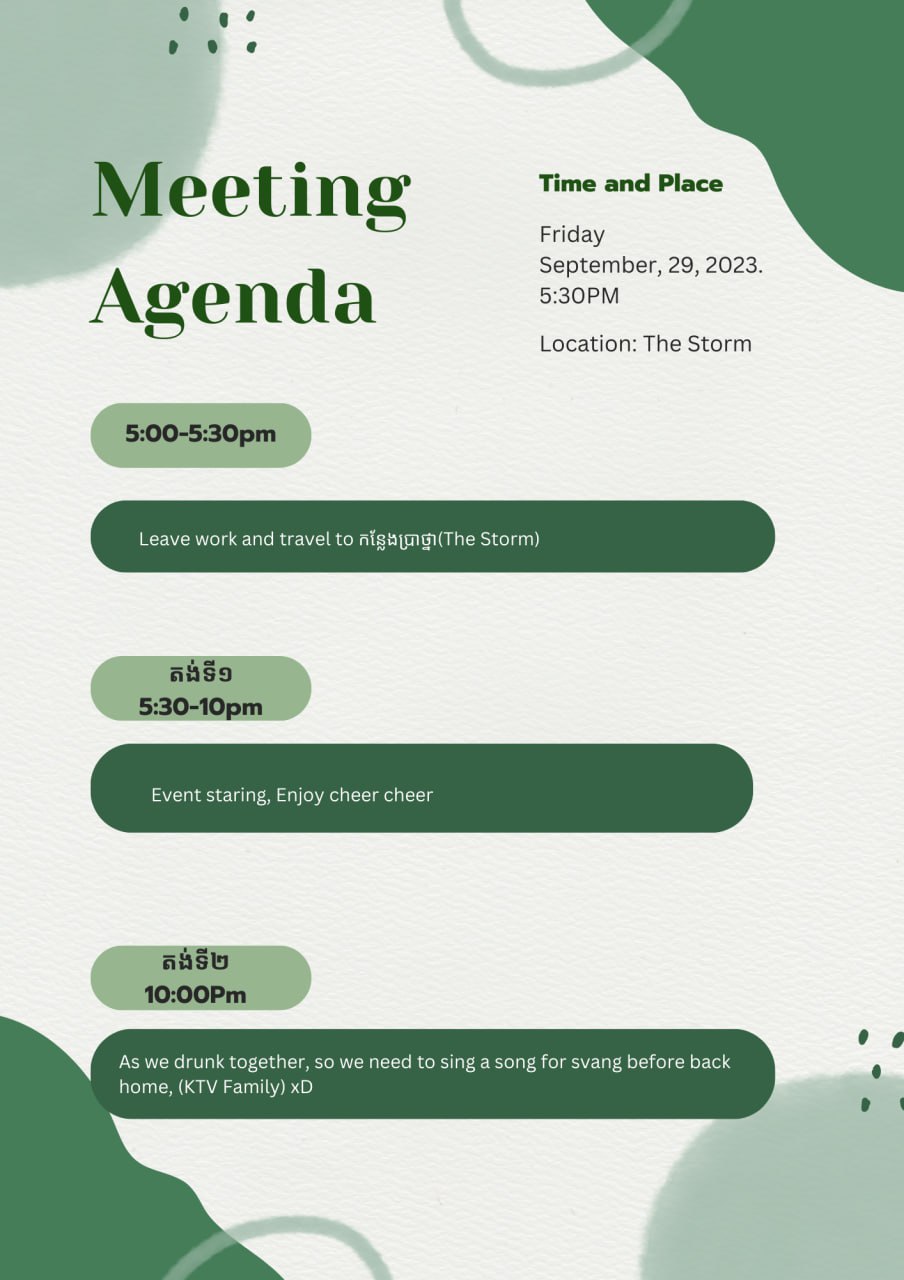 Meeting
Agenda
Time and Place
Friday
September, 29, 2023.
5:30PM
Location: The Storm
5:00-5:30pm
Leave work and travel to កន្លែងប្រាថ្នា(The Storm)
តង់ទី១
5:30-10pm
Event staring, Enjoy cheer cheer
តង់ទី២
10:00Pm
As we drunk together, so we need to sing a song for svang before back
home, (KTV Family) xD